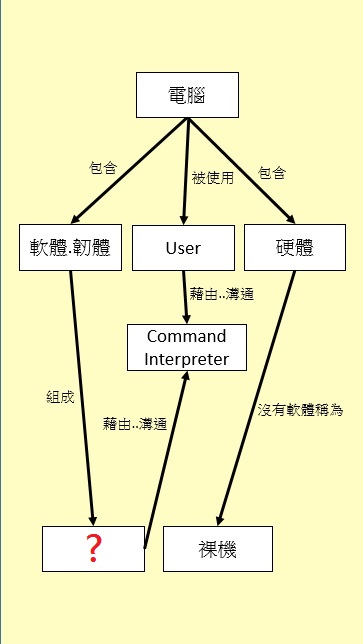 電腦
包含
被使用
包含
軟體.韌體
User
硬體
藉由..溝通
Command
Interpreter
組成
藉由..溝通
沒有軟體稱為
?
裸機